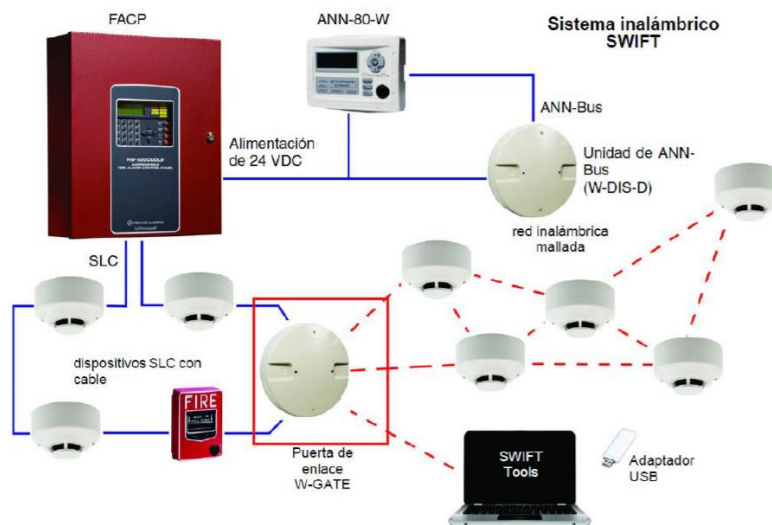 FACP
ANN-80-W
Sistema inalámbrico
SWIFT
ANN-Bus
Alimentación
de 24 VDC
Unidad de ANN-
Bus
(W-DIS-D)
red inalámbrica
mallada
SLC
dispositivos SLC con
cable
FIRE
Puerta de
enlace
W-GATE
SWIFT
Tools
Adaptador
USB